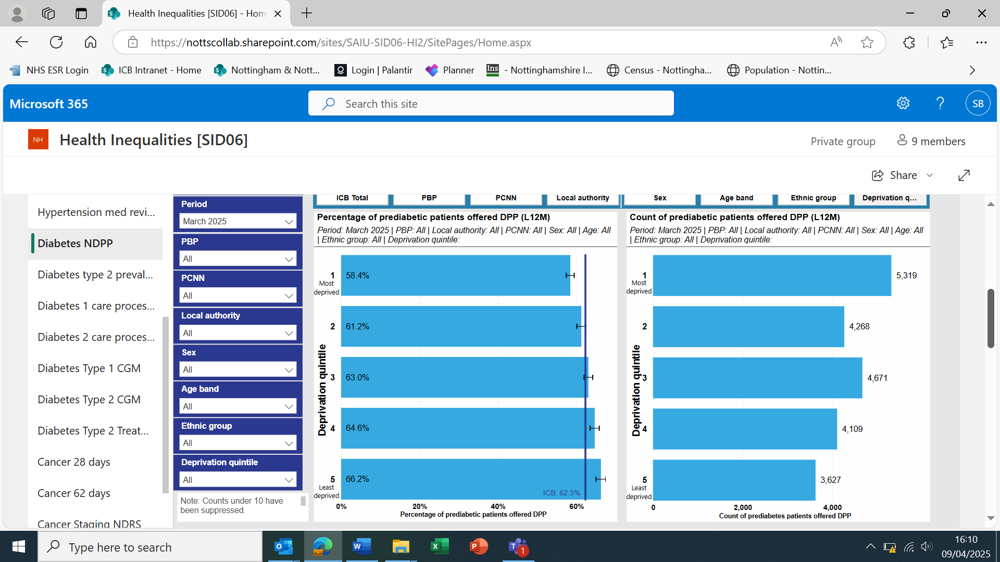 Health Inequalities [SID06] - Hom
https://nottscollab.sharepoint.com/sites/SAIU-SID06-HI2/SitePages/Home.aspx
NHS ESR Login
ICB Intranet - Home
Nottingham & Nott...
Login | Palantir
Planner
Ins - Nottinghamshire I...
Census - Nottingha...
Population - Nottin...
Microsoft 365
Search this site
?
SB
NH
Health Inequalities [SID06]
Private group
9 members
Share
Hypertension med revi...
Diabetes NDPP
Diabetes type 2 preval...
Diabetes 1 care proces...
Diabetes 2 care proces...
Diabetes Type 1 CGM
Diabetes Type 2 CGM
Diabetes Type 2 Treat...
Cancer 28 days
Cancer 62 days
Cancer Staging NDRS
Period
March 2025
PBP
All
PCNN
All
Local authority
All
Sex
All
Age band
All
Ethnic group
All
Deprivation quintile
All
Note: Counts under 10 have
been suppressed.
ICB Total
PBP
PCNN
Local authority
Sex
Age band
Ethnic group
Deprivation q...
Percentage of prediabetic patients offered DPP (L12M)
Period: March 2025 | PBP: All | Local authority: All | PCNN: All | Sex: All | Age: All
| Ethnic group: All | Deprivation quintile:
Deprivation quintile
1
Most
deprived
58.4%
2
61.2%
3
63.0%
4
64.6%
5
Least
deprived
66.2%
ICB: 62.3%
0%
20%
40%
60%
Percentage of prediabetic patients offered DPP
Count of prediabetic patients offered DPP (L12M)
Period: March 2025 | PBP: All | Local authority: All | PCNN: All | Sex: All | Age: All
| Ethnic group: All | Deprivation quintile:
Deprivation quintile
1
Most
deprived
5,319
2
4,268
3
4,671
4
4,109
5
Least
deprived
3,627
0
2,000
4,000
Count of prediabetes patients offered DPP
Type here to search
1
16:10
09/04/2025